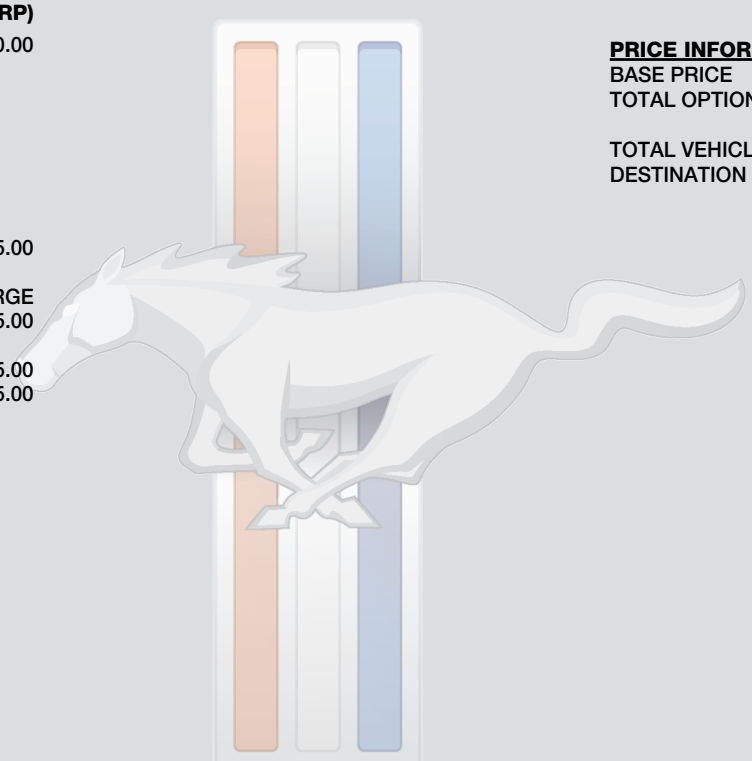 RP)
0.00
5.00
RGE
5.00
5.00
5.00
PRICE INFOR
BASE PRICE
TOTAL OPTION
TOTAL VEHICL
DESTINATION